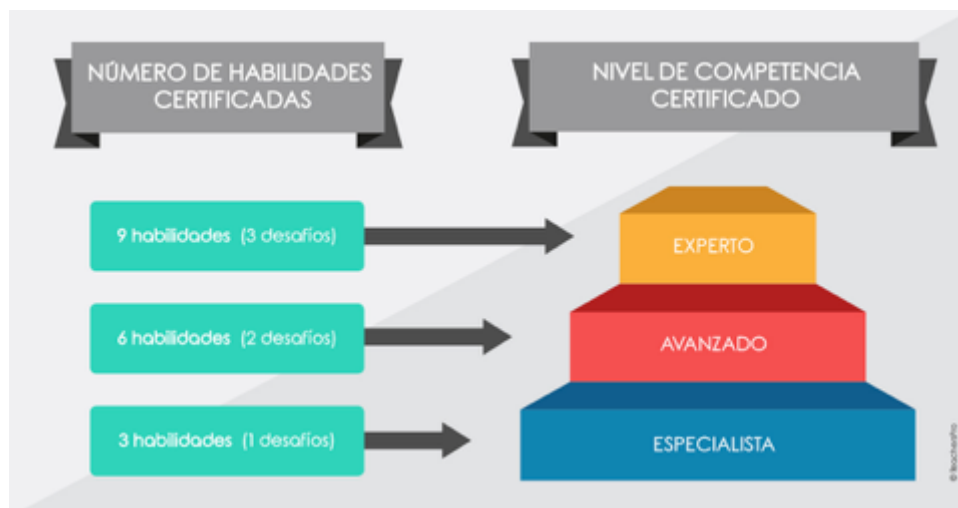 NÚMERO DE HABILIDADES
CERTIFICADAS
NIVEL DE COMPETENCIA
CERTIFICADO
9 habilidades (3 desafíos)
EXPERTO
6 habilidades (2 desafíos)
AVANZADO
3 habilidades (1 desafíos)
ESPECIALISTA